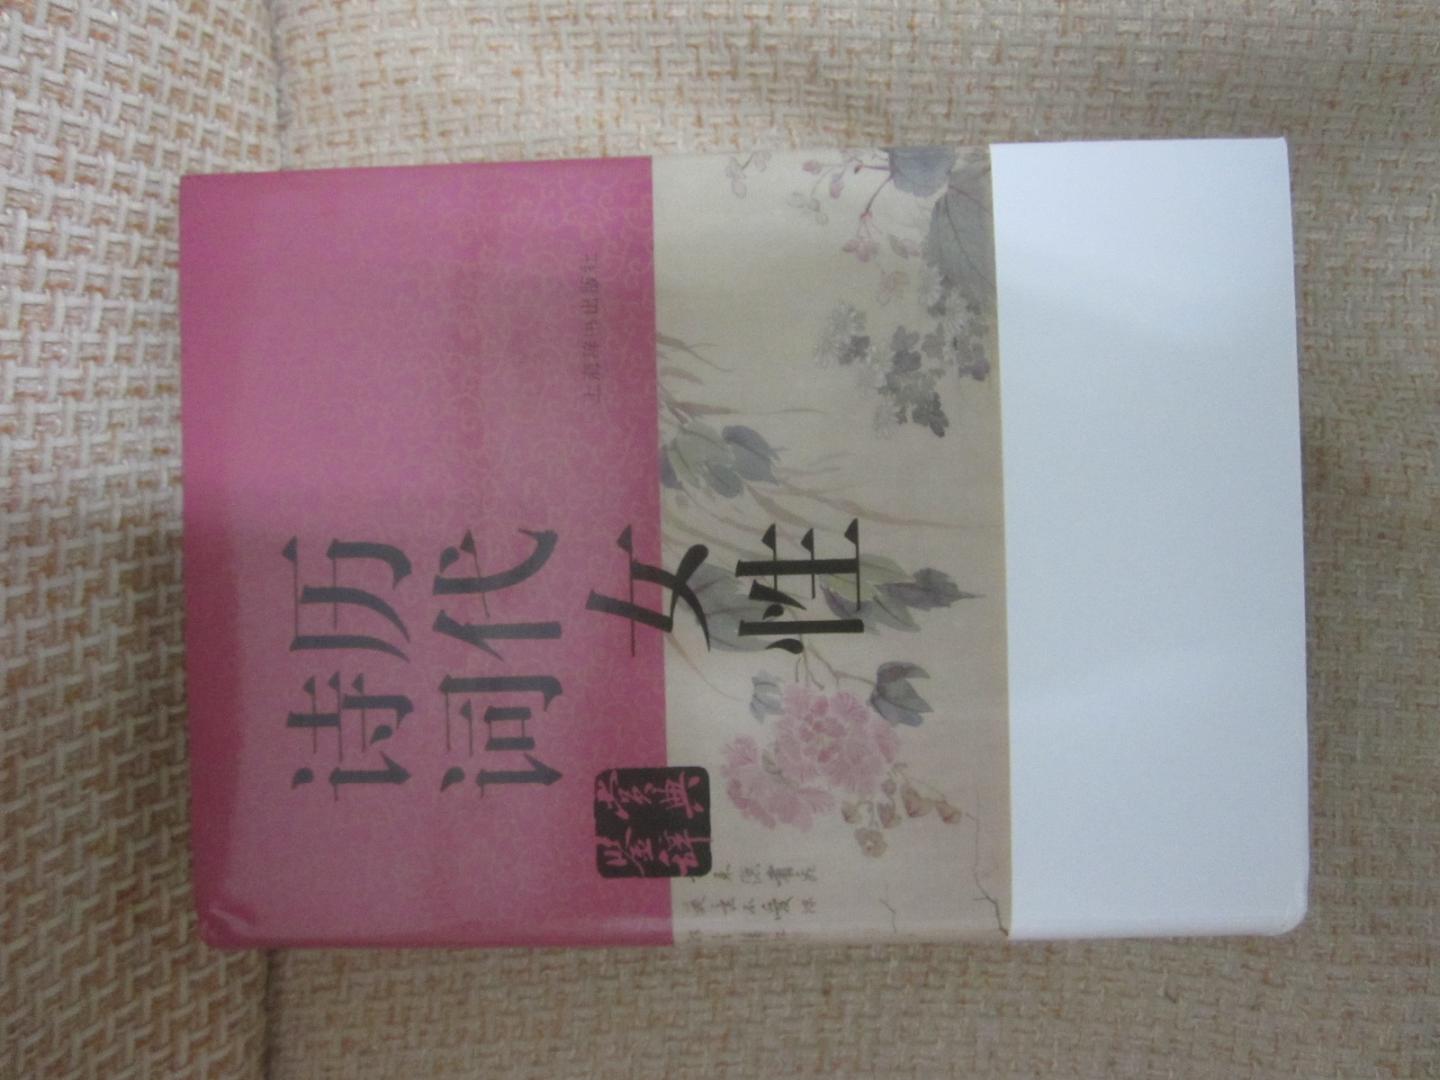 历代女性
诗词
鉴赏
辞典
上海辞书出版社